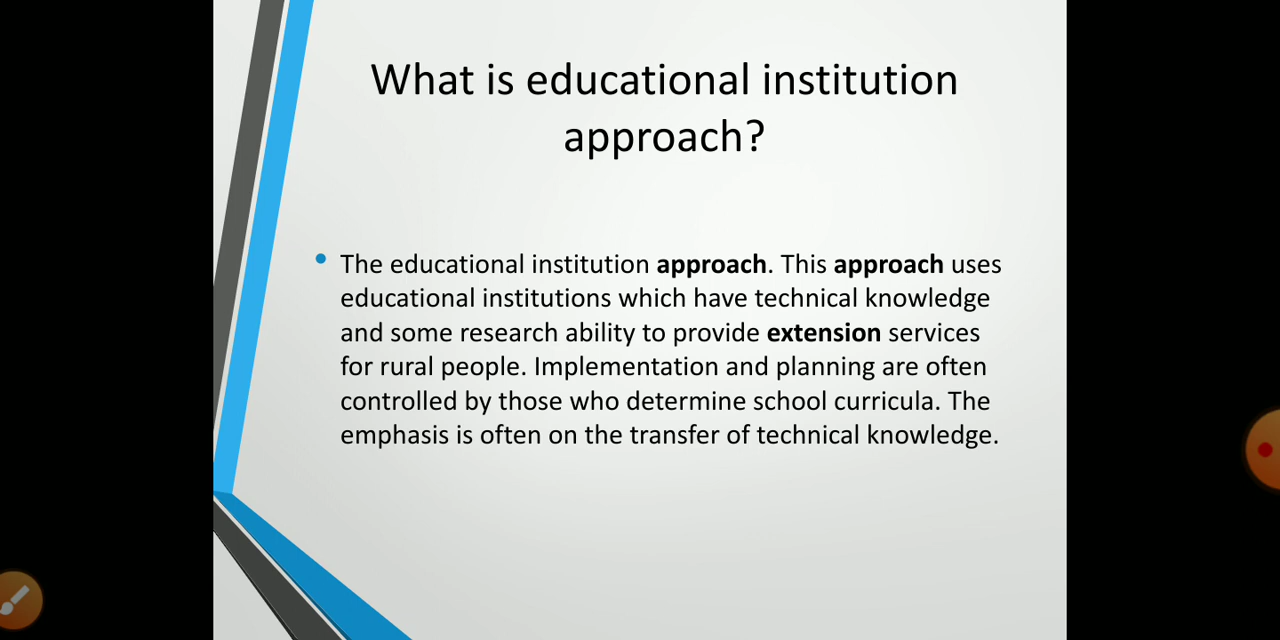 What is educational institution
approach?
• The educational institution approach. This approach uses
educational institutions which have technical knowledge
and some research ability to provide extension services
for rural people. Implementation and planning are often
controlled by those who determine school curricula. The
emphasis is often on the transfer of technical knowledge.